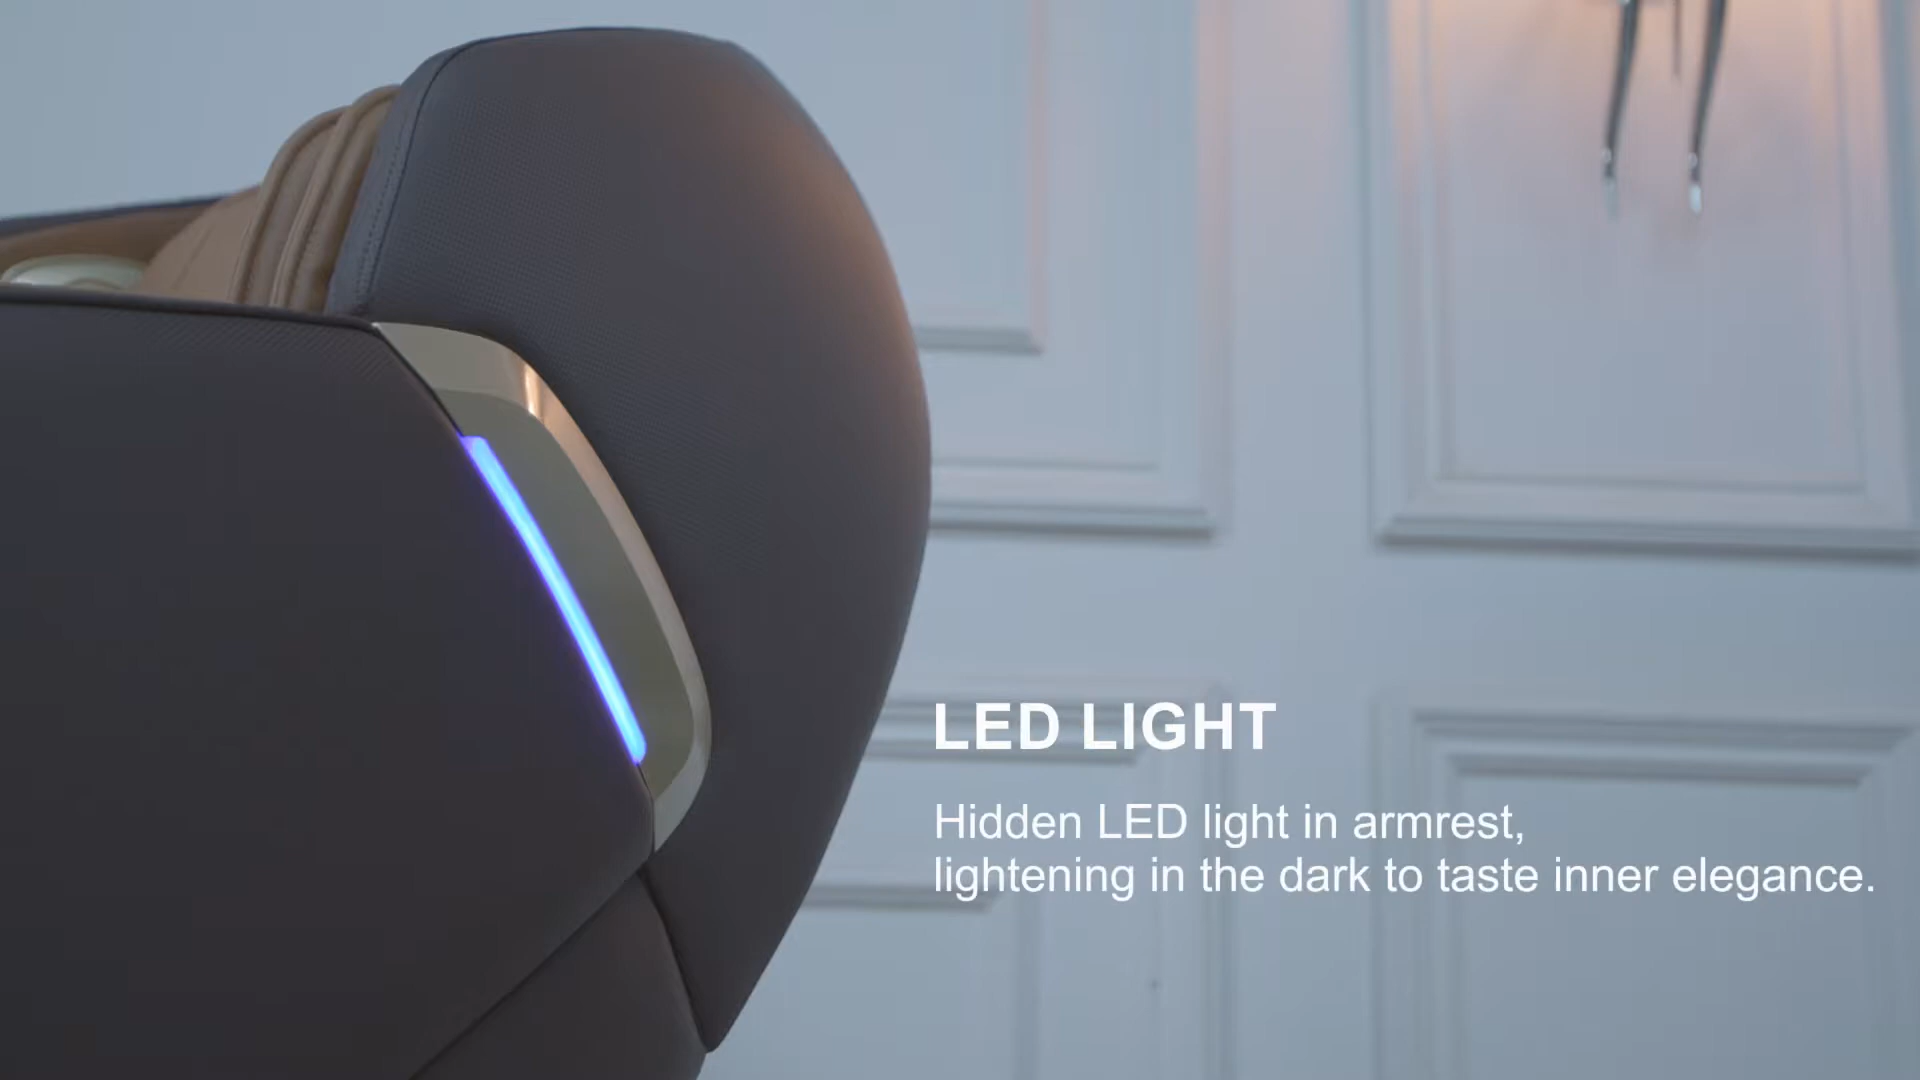 LED LIGHT
Hidden LED light in armrest,
lightening in the dark to taste inner elegance.